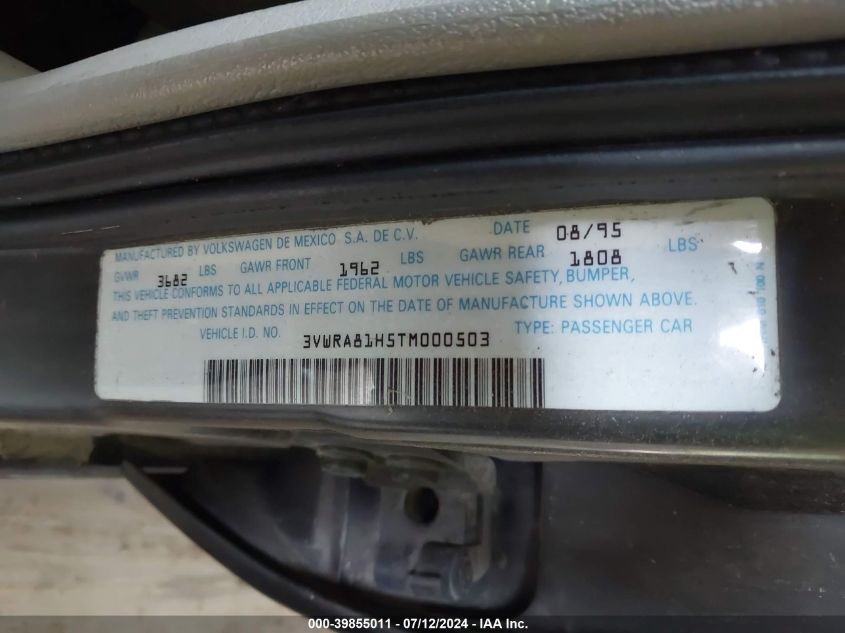 MANUFACTURED BY VOLKSWAGEN DE MEXICO S.A. DE C.V. DATE 08/95
GVWR 3682 LBS GAWR FRONT 1962 LBS GAWR REAR 1808 LBS
THIS VEHICLE CONFORMS TO ALL APPLICABLE FEDERAL MOTOR VEHICLE SAFETY, BUMPER,
AND THEFT PREVENTION STANDARDS IN EFFECT ON THE DATE OF MANUFACTURE SHOWN ABOVE.
VEHICLE I.D. NO. 3VWRA81H5TM000503 TYPE: PASSENGER CAR
000-39855011 - 07/12/2024 - IAA Inc.